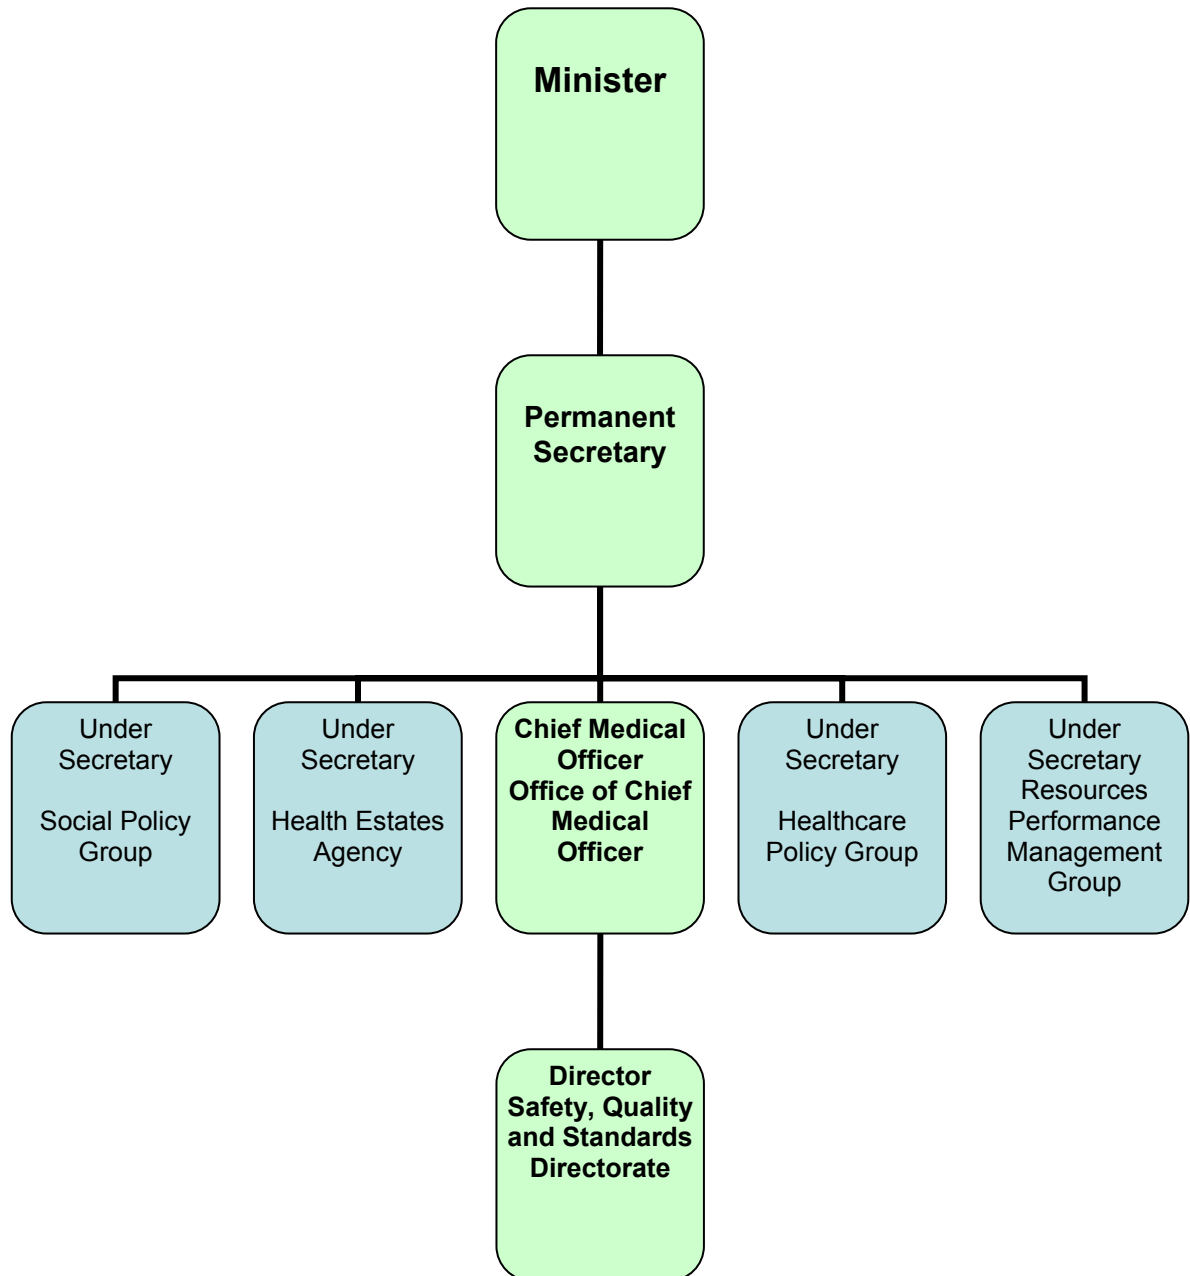 Minister
Permanent
Secretary
Under
Secretary
Social Policy
Group
Under
Secretary
Health Estates
Agency
Chief Medical
Officer
Office of Chief
Medical
Officer
Under
Secretary
Healthcare
Policy Group
Under
Secretary
Resources
Performance
Management
Group
Director
Safety, Quality
and Standards
Directorate